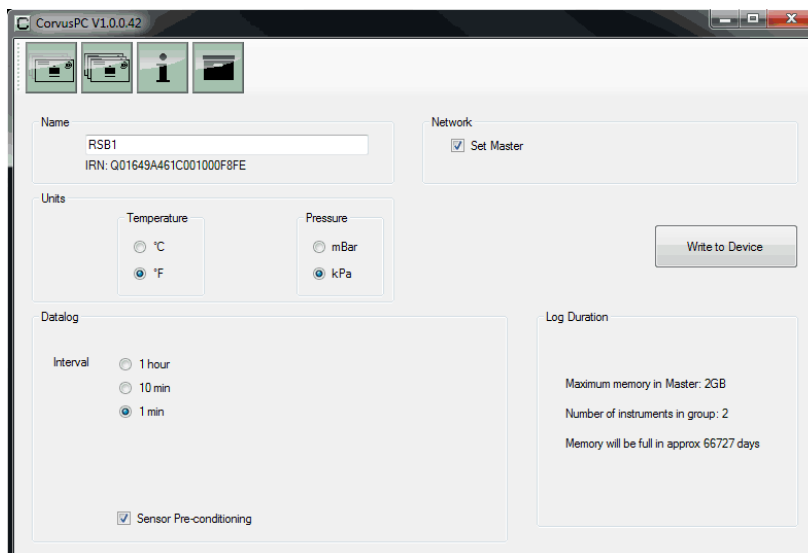 CorvusPC V1.0.0.42
Name
RSB1
IRN: Q01649A461C001000F8FE
Network
Set Master
Units
Temperature
°C
°F
Pressure
mBar
kPa
Write to Device
Datalog
Interval
1 hour
10 min
1 min
Sensor Pre-conditioning
Log Duration
Maximum memory in Master: 2GB
Number of instruments in group: 2
Memory will be full in approx 66727 days